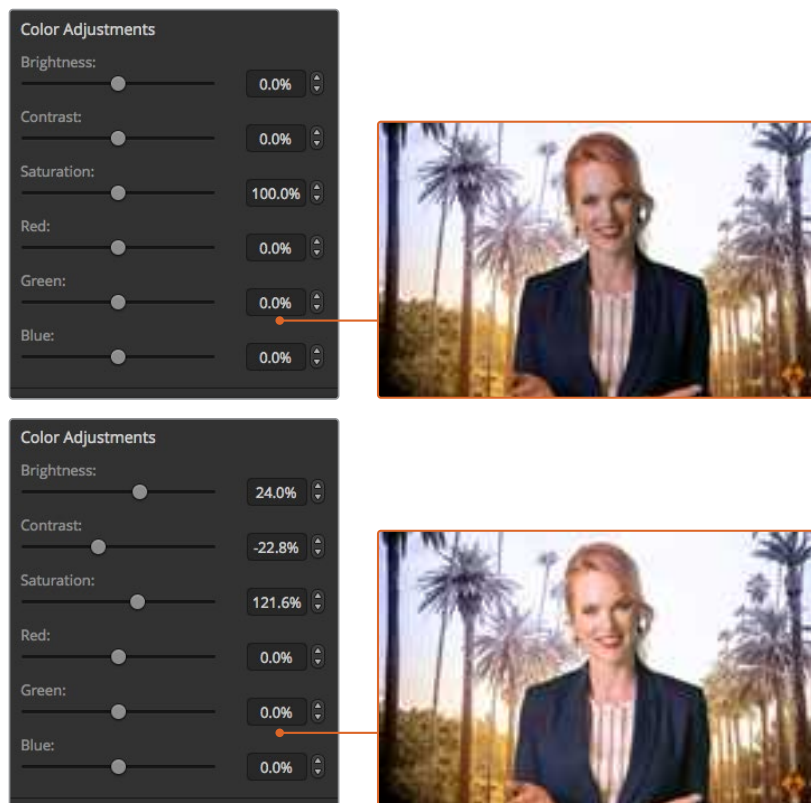 Color Adjustments
Brightness:
0.0%
Contrast:
0.0%
Saturation:
100.0%
Red:
0.0%
Green:
0.0%
Blue:
0.0%
Color Adjustments
Brightness:
24.0%
Contrast:
-22.8%
Saturation:
121.6%
Red:
0.0%
Green:
0.0%
Blue:
0.0%